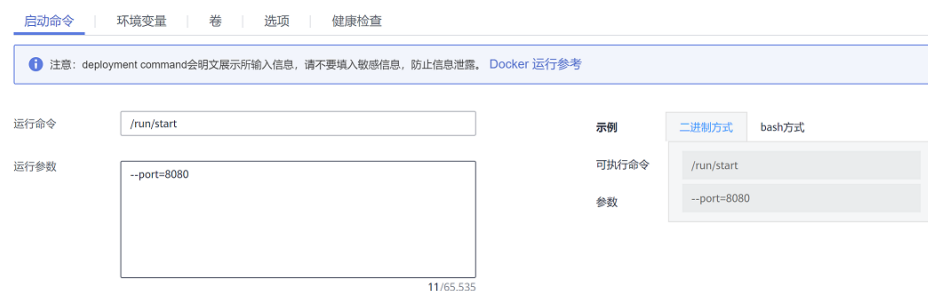 启动命令 环境变量 卷 选项 健康检查
注意：deployment command会明文展示所输入信息，请不要填入敏感信息，防止信息泄露。 Docker 运行参考
运行命令 /run/start 示例 二进制方式 bash方式
运行参数 --port=8080 可执行命令 /run/start
参数 --port=8080
11/65,535